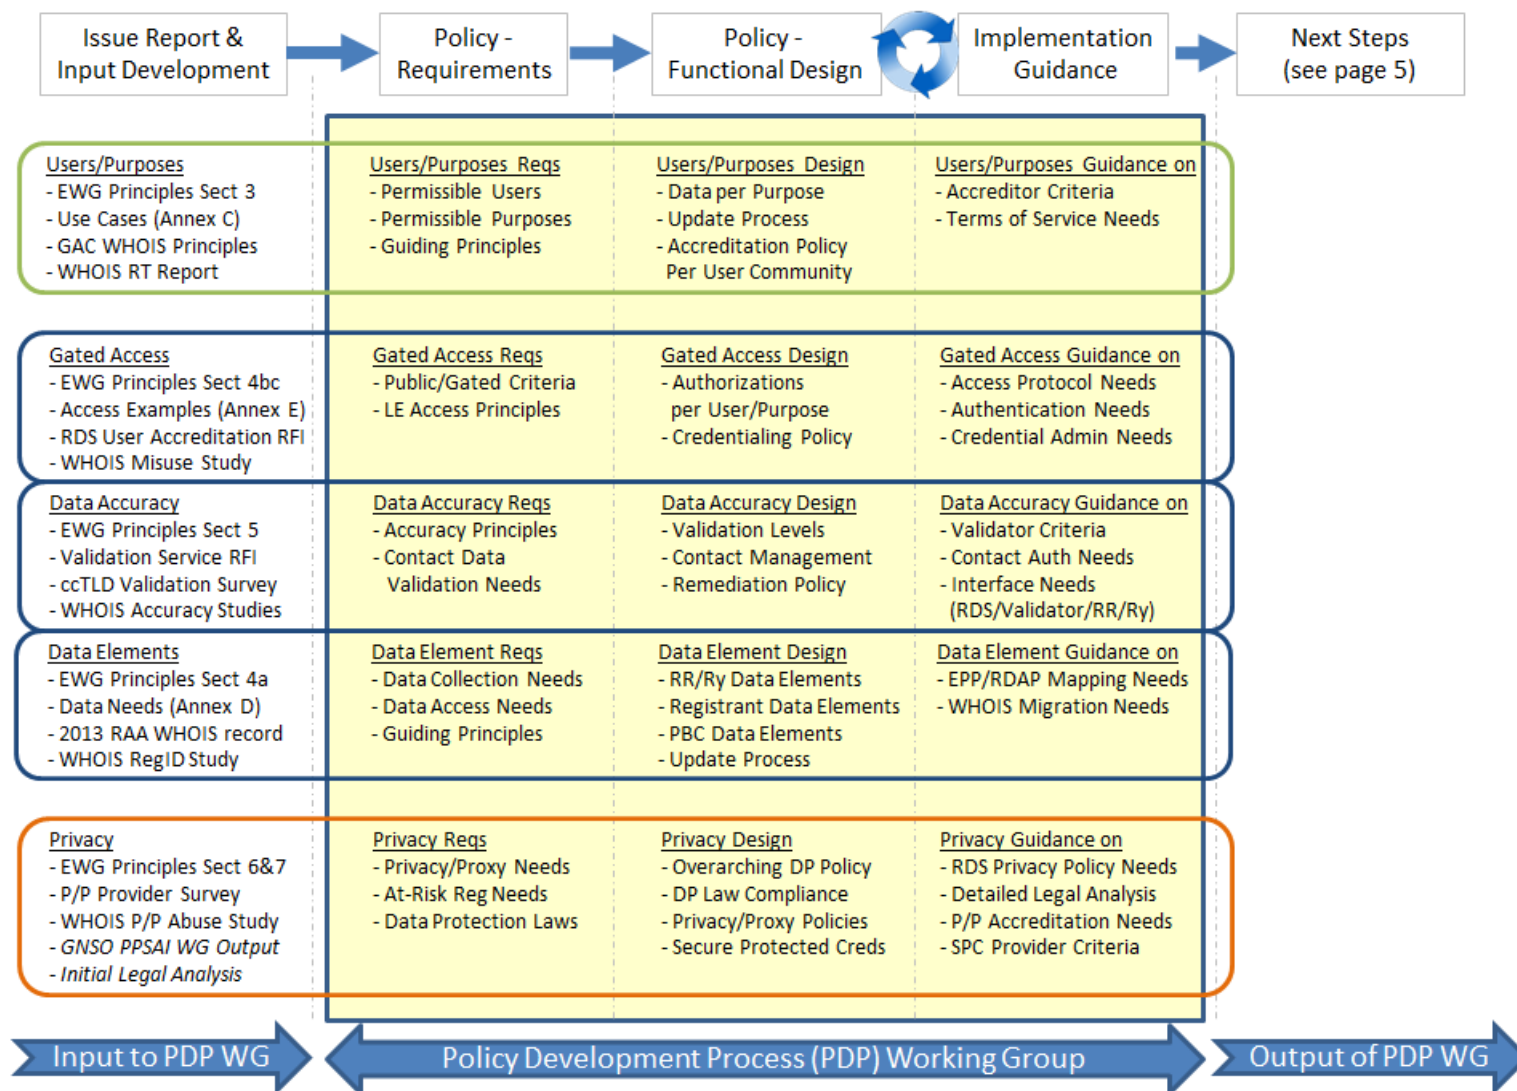 Issue Report &
Input Development
Policy -
Requirements
Policy -
Functional Design
Implementation
Guidance
Next Steps
(see page 5)
Users/Purposes
- EWG Principles Sect 3
- Use Cases (Annex C)
- GAC WHOIS Principles
- WHOIS RT Report
Users/Purposes Reqs
- Permissible Users
- Permissible Purposes
- Guiding Principles
Users/Purposes Design
- Data per Purpose
- Update Process
- Accreditation Policy
Per User Community
Users/Purposes Guidance on
- Accreditor Criteria
- Terms of Service Needs
Gated Access
- EWG Principles Sect 4bc
- Access Examples (Annex E)
- RDS User Accreditation RFI
- WHOIS Misuse Study
Gated Access Reqs
- Public/Gated Criteria
- LE Access Principles
Gated Access Design
- Authorizations
per User/Purpose
- Credentialing Policy
Gated Access Guidance on
- Access Protocol Needs
- Authentication Needs
- Credential Admin Needs
Data Accuracy
- EWG Principles Sect 5
- Validation Service RFI
- ccTLD Validation Survey
- WHOIS Accuracy Studies
Data Accuracy Reqs
- Accuracy Principles
- Contact Data
Validation Needs
Data Accuracy Design
- Validation Levels
- Contact Management
- Remediation Policy
Data Accuracy Guidance on
- Validator Criteria
- Contact Auth Needs
- Interface Needs
(RDS/Validator/RR/Ry)
Data Elements
- EWG Principles Sect 4a
- Data Needs (Annex D)
- 2013 RAA WHOIS record
- WHOIS RegID Study
Data Element Reqs
- Data Collection Needs
- Data Access Needs
- Guiding Principles
Data Element Design
- RR/Ry Data Elements
- Registrant Data Elements
- PBC Data Elements
- Update Process
Data Element Guidance on
- EPP/RDAP Mapping Needs
- WHOIS Migration Needs
Privacy
- EWG Principles Sect 6&7
- P/P Provider Survey
- WHOIS P/P Abuse Study
- GNSO PPSAI WG Output
- Initial Legal Analysis
Privacy Reqs
- Privacy/Proxy Needs
- At-Risk Reg Needs
- Data Protection Laws
Privacy Design
- Overarching DP Policy
- DP Law Compliance
- Privacy/Proxy Policies
- Secure Protected Creds
Privacy Guidance on
- RDS Privacy Policy Needs
- Detailed Legal Analysis
- P/P Accreditation Needs
- SPC Provider Criteria
Input to PDP WG
Policy Development Process (PDP) Working Group
Output of PDP WG